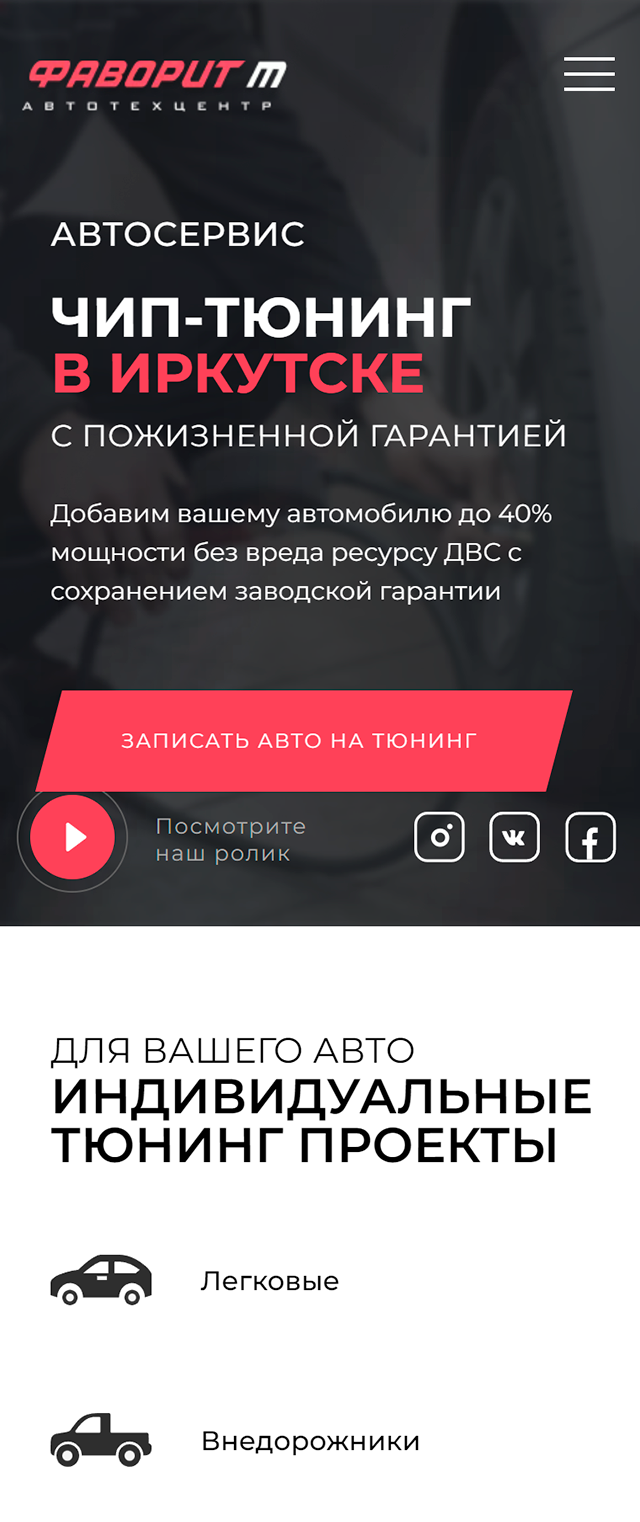 ФАВОРИТ Т
АВТОТЕХЦЕНТР
АВТОСЕРВИС
ЧИП-ТЮНИНГ
В ИРКУТСКЕ
С ПОЖИЗНЕННОЙ ГАРАНТИЕЙ
Добавим вашему автомобилю до 40%
мощности без вреда ресурсу ДВС с
сохранением заводской гарантии
ЗАПИСАТЬ АВТО НА ТЮНИНГ
Посмотрите
наш ролик
ДЛЯ ВАШЕГО АВТО
ИНДИВИДУАЛЬНЫЕ
ТЮНИНГ ПРОЕКТЫ
Легковые
Внедорожники